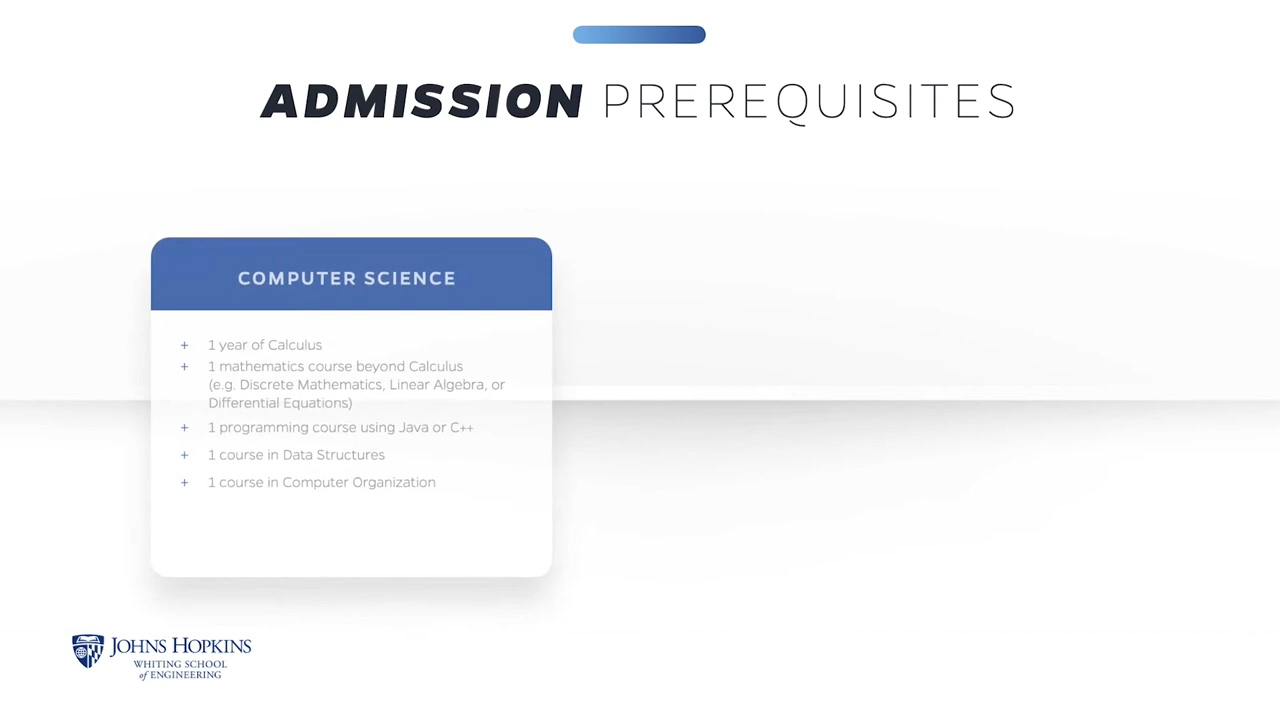 ADMISSION PREREQUISITES
COMPUTER SCIENCE
+ 1 year of Calculus
+ 1 mathematics course beyond Calculus
(e.g. Discrete Mathematics, Linear Algebra, or
Differential Equations)
+ 1 programming course using Java or C++
+ 1 course in Data Structures
+ 1 course in Computer Organization
JOHNS HOPKINS
WHITING SCHOOL
of ENGINEERING